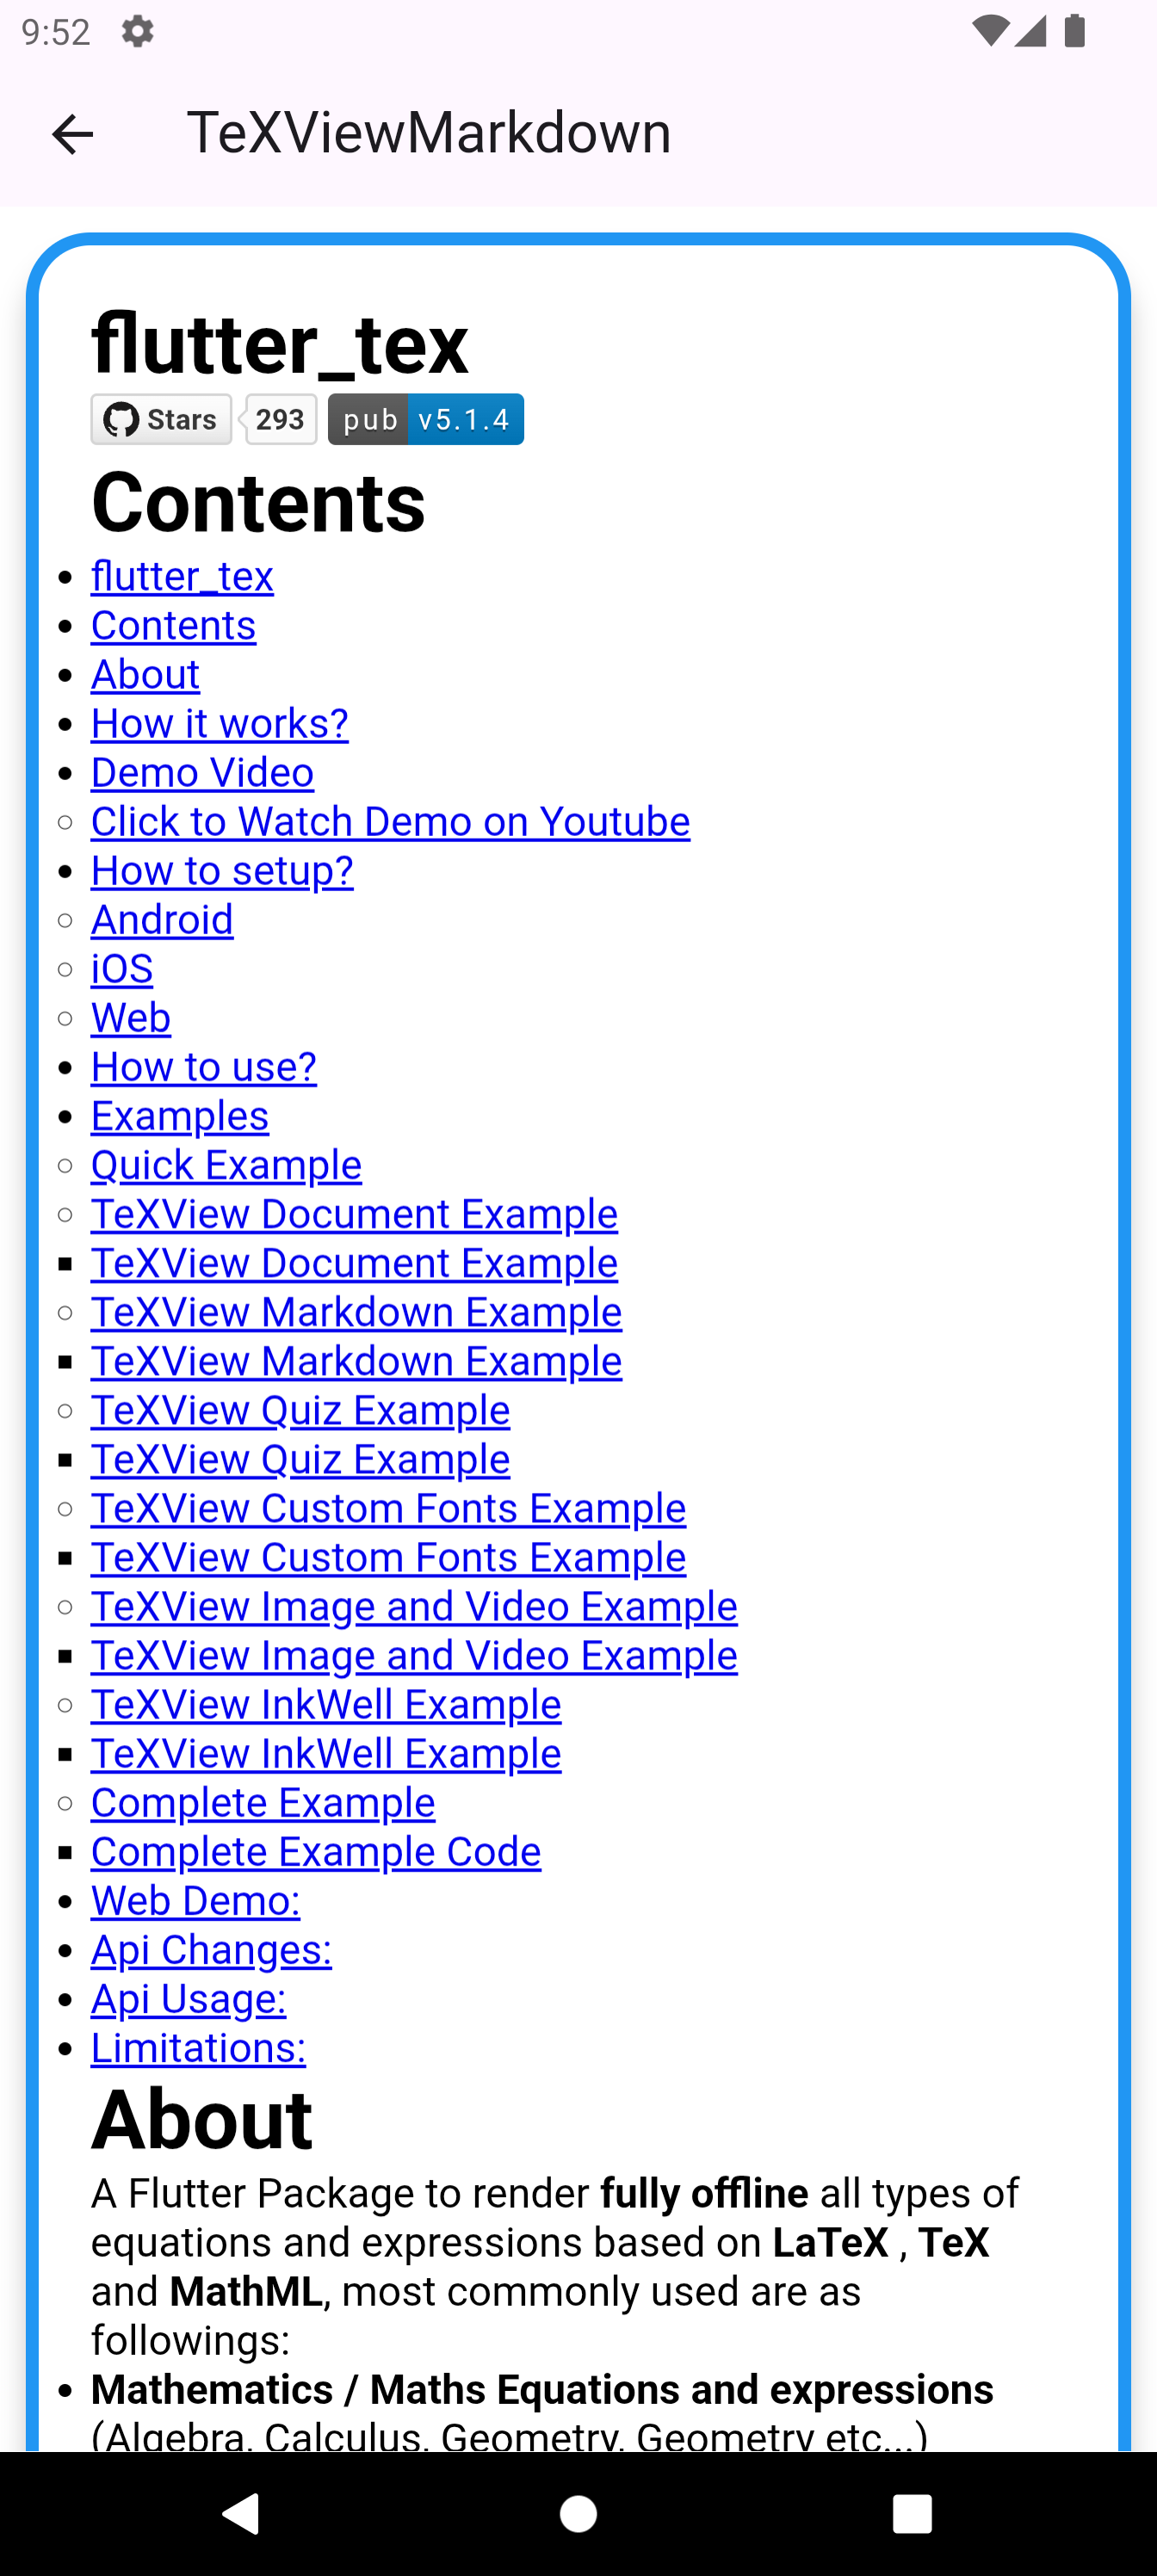 9:52
TeXViewMarkdown
flutter_tex
Stars 293 pub v5.1.4
Contents
flutter_tex
Contents
About
How it works?
Demo Video
Click to Watch Demo on Youtube
How to setup?
Android
iOS
Web
How to use?
Examples
Quick Example
TeXView Document Example
TeXView Document Example
TeXView Markdown Example
TeXView Markdown Example
TeXView Quiz Example
TeXView Quiz Example
TeXView Custom Fonts Example
TeXView Custom Fonts Example
TeXView Image and Video Example
TeXView Image and Video Example
TeXView InkWell Example
TeXView InkWell Example
Complete Example
Complete Example Code
Web Demo:
Api Changes:
Api Usage:
Limitations:
About
A Flutter Package to render fully offline all types of
equations and expressions based on LaTeX , TeX
and MathML, most commonly used are as
followings:
Mathematics / Maths Equations and expressions
(Algebra, Calculus, Geometry, Geometry etc...)